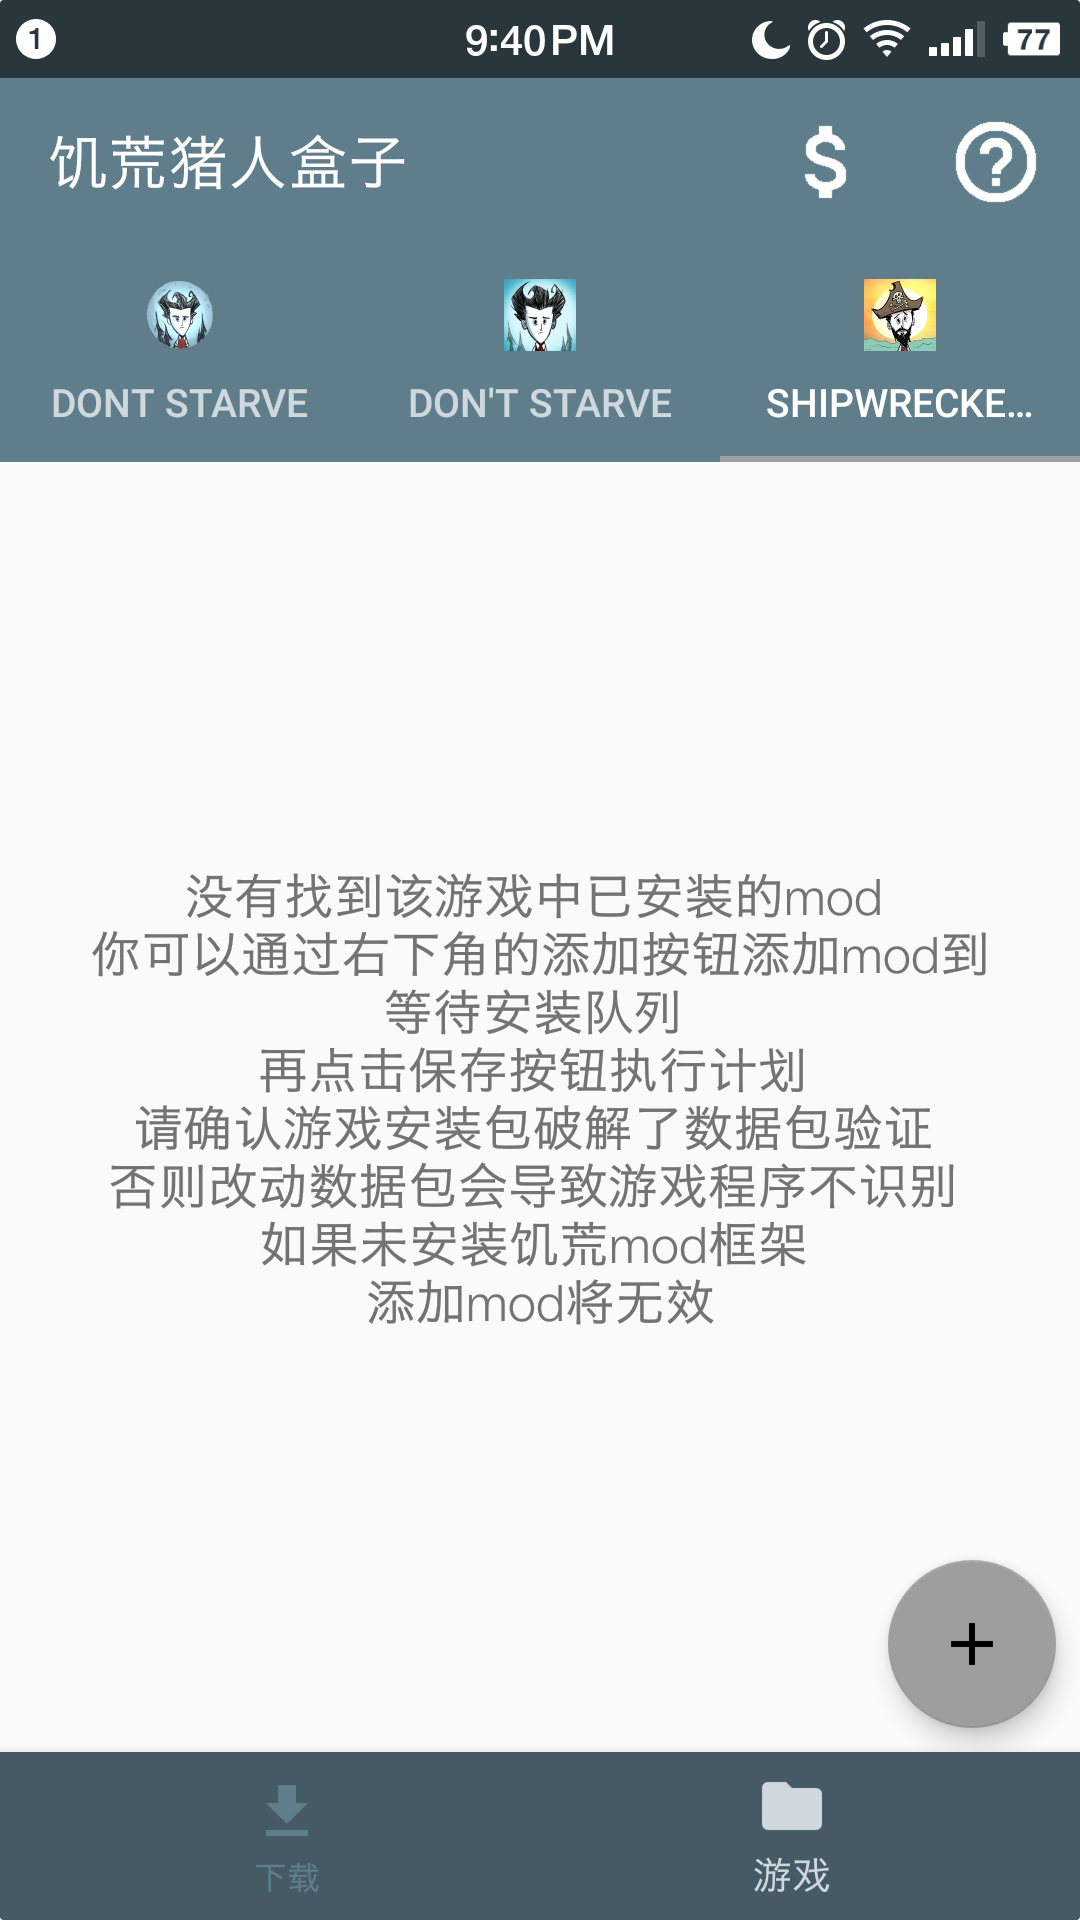 1
9:40PM
77
饥荒猪人盒子
DONT STARVE
DON'T STARVE
SHIPWRECKE...
没有找到该游戏中已安装的mod
你可以通过右下角的添加按钮添加mod到
等待安装队列
再点击保存按钮执行计划
请确认游戏安装包破解了数据包验证
否则改动数据包会导致游戏程序不识别
如果未安装饥荒mod框架
添加mod将无效
下载
游戏